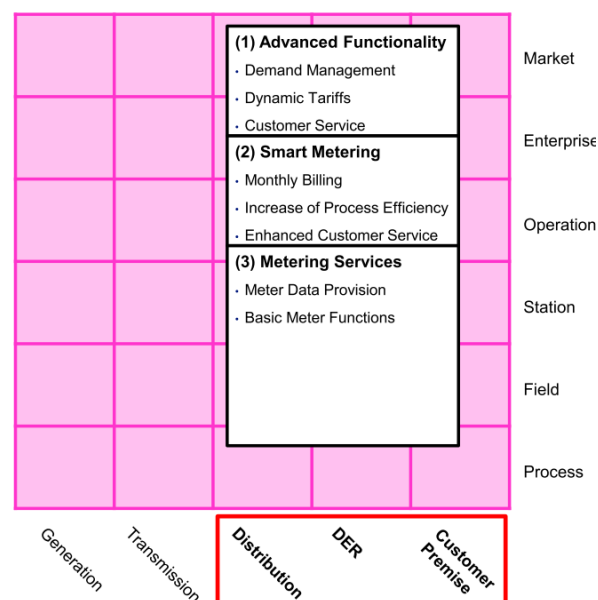 (1) Advanced Functionality
· Demand Management
· Dynamic Tariffs
· Customer Service
(2) Smart Metering
· Monthly Billing
· Increase of Process Efficiency
· Enhanced Customer Service
(3) Metering Services
· Meter Data Provision
· Basic Meter Functions
Market
Enterprise
Operation
Station
Field
Process
Generation
Transmission
Distribution
DER
Customer
Premise